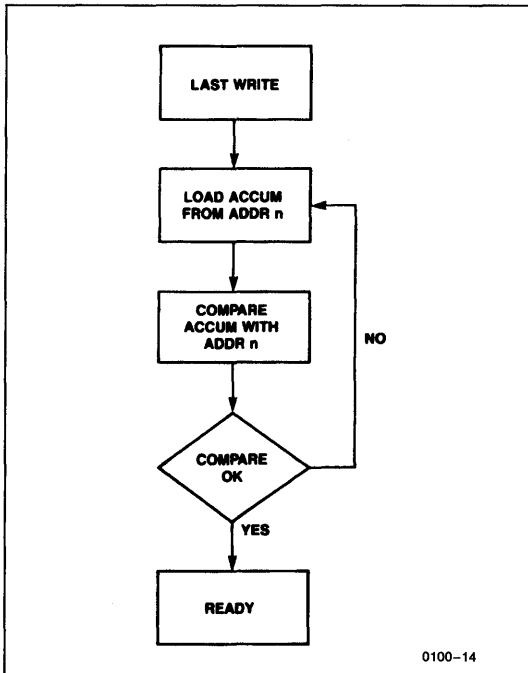 LAST WRITE
LOAD ACCUM
FROM ADDR n
COMPARE
ACCUM WITH
ADDR n
NO
COMPARE
OK
YES
READY
0100–14